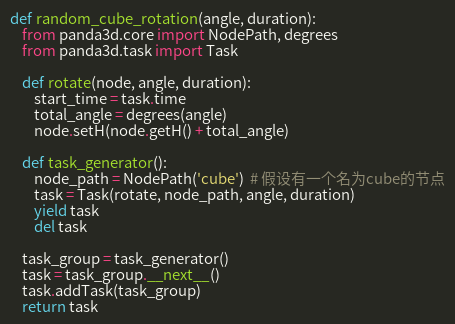 def random_cube_rotation(angle, duration):
    from panda3d.core import NodePath, degrees
    from panda3d.task import Task

    def rotate(node, angle, duration):
        start_time = task.time
        total_angle = degrees(angle)
        node.setH(node.getH() + total_angle)

    def task_generator():
        node_path = NodePath('cube')  # 假设有一个名为cube的节点
        task = Task(rotate, node_path, angle, duration)
        yield task
        del task

    task_group = task_generator()
    task = task_group.__next__()
    task.addTask(task_group)
    return task